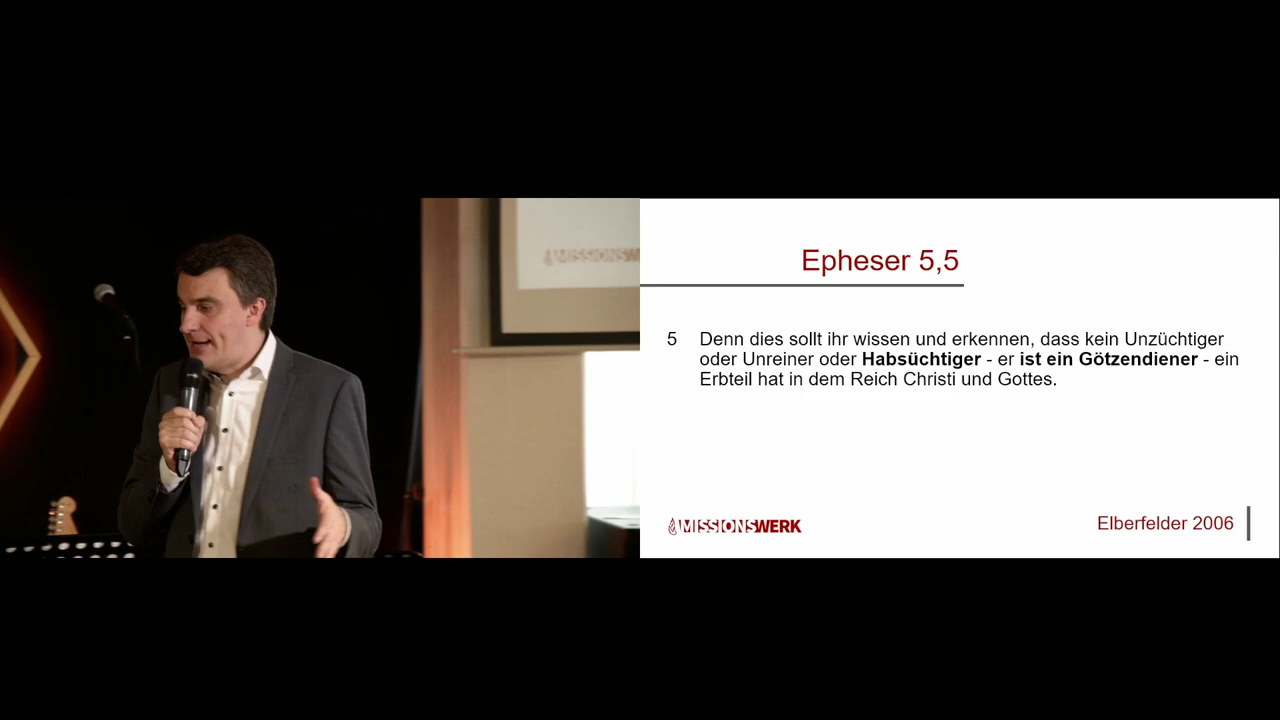 MISSIONSW
Epheser 5,5
5 Denn dies sollt ihr wissen und erkennen, dass kein Unzüchtiger
oder Unreiner oder Habsüchtiger - er ist ein Götzendiener - ein
Erbteil hat in dem Reich Christi und Gottes.
MISSIONSWERK
Elberfelder 2006